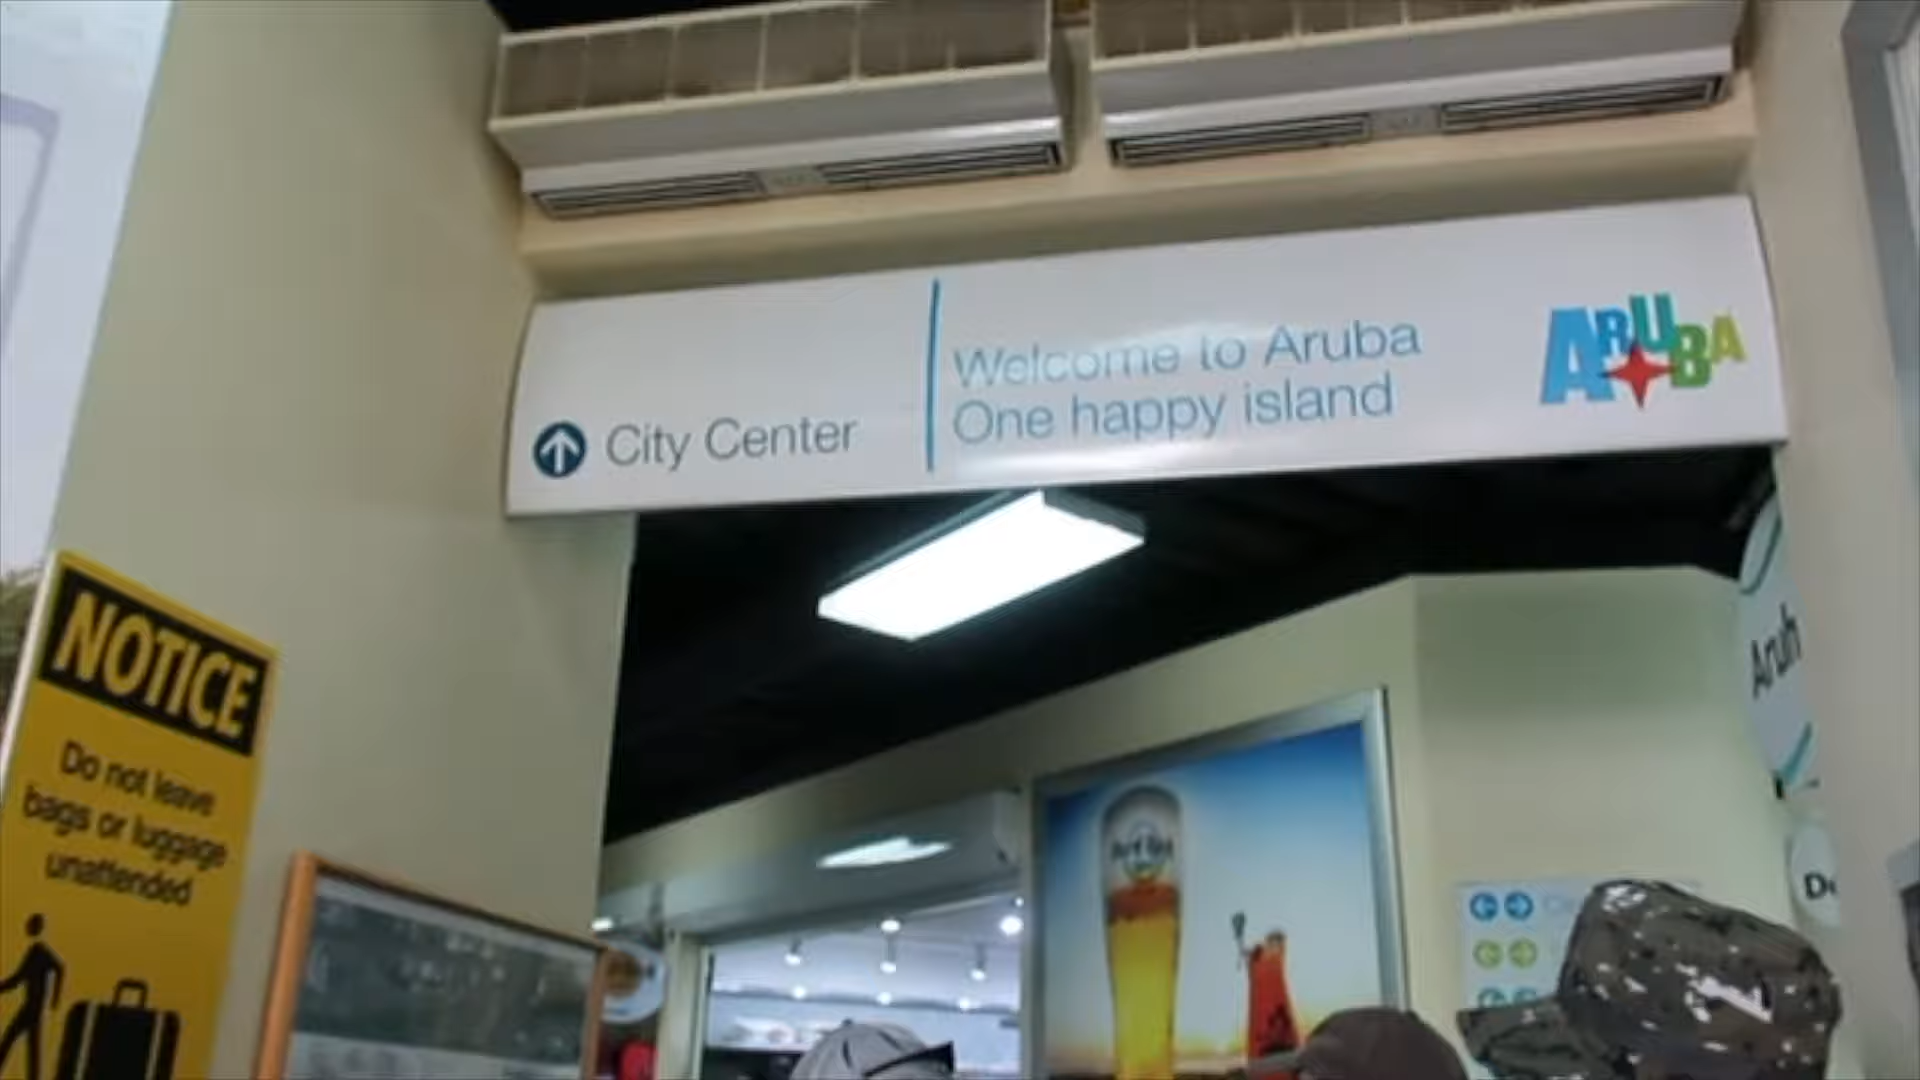 City Center
Welcome to Aruba
One happy island
ARUBA
NOTICE
Do not leave
bags or luggage
unattended